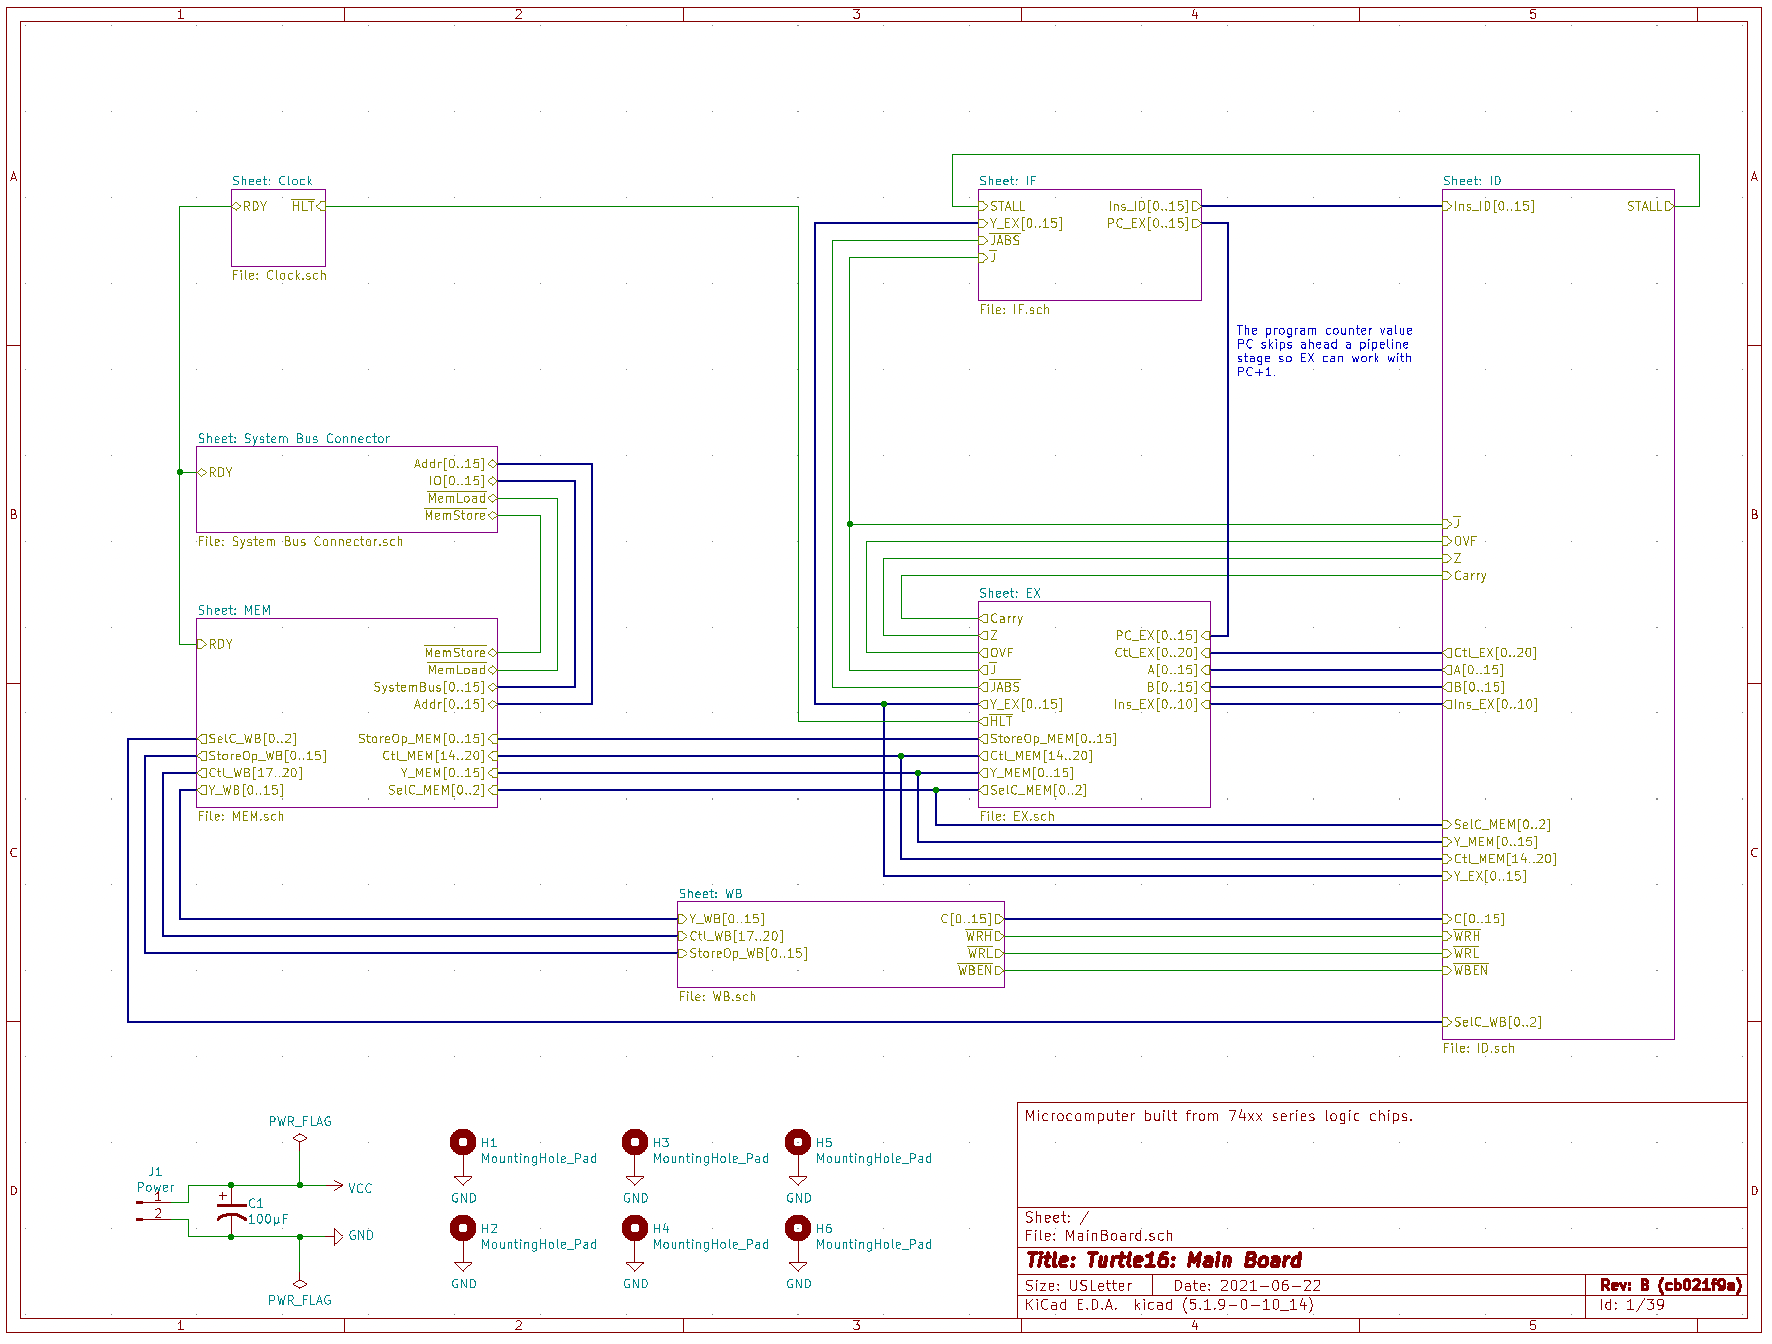 1 2 3 4 5
A A
Sheet: Clock
RDY HLT
File: Clock.sch
Sheet: IF
STALL Ins_ID[0..15]
Y_EX[0..15] PC_EX[0..15]
JABS
J
File: IF.sch
Sheet: ID
Ins_ID[0..15] STALL
The program counter value
PC skips ahead a pipeline
stage so EX can work with
PC+1.
Sheet: System Bus Connector
RDY
Addr[0..15]
IO[0..15]
MemLoad
MemStore
File: System Bus Connector.sch
B B
J
OVF
Z
Carry
Sheet: MEM
RDY
MemStore
MemLoad
SystemBus[0..15]
Addr[0..15]
SelC_WB[0..2] StoreOp_MEM[0..15]
StoreOp_WB[0..15] Ctl_MEM[14..20]
Ctl_WB[17..20] Y_MEM[0..15]
Y_WB[0..15] SelC_MEM[0..2]
File: MEM.sch
Sheet: EX
Carry
Z PC_EX[0..15]
OVF Ctl_EX[0..20]
J A[0..15]
JABS B[0..15]
Y_EX[0..15] Ins_EX[0..10]
HLT
StoreOp_MEM[0..15]
Ctl_MEM[14..20]
Y_MEM[0..15]
SelC_MEM[0..2]
File: EX.sch
Ctl_EX[0..20]
A[0..15]
B[0..15]
Ins_EX[0..10]
SelC_MEM[0..2]
Y_MEM[0..15]
Ctl_MEM[14..20]
Y_EX[0..15]
C C
Sheet: WB
Y_WB[0..15] C[0..15]
Ctl_WB[17..20] WRH
StoreOp_WB[0..15] WRL
WBEN
File: WB.sch
C[0..15]
WRH
WRL
WBEN
SelC_WB[0..2]
File: ID.sch
D D
PWR_FLAG
J1
Power
1
2
+
C1
100µF
VCC
GND
PWR_FLAG
H1
MountingHole_Pad
GND
H3
MountingHole_Pad
GND
H5
MountingHole_Pad
GND
H2
MountingHole_Pad
GND
H4
MountingHole_Pad
GND
H6
MountingHole_Pad
GND
Microcomputer built from 74xx series logic chips.
Sheet: /
File: MainBoard.sch
Title: Turtle16: Main Board
Size: USLetter Date: 2021-06-22 Rev: B (cb021f9a)
KiCad E.D.A. kicad (5.1.9-0-10_14) Id: 1/39
1 2 3 4 5